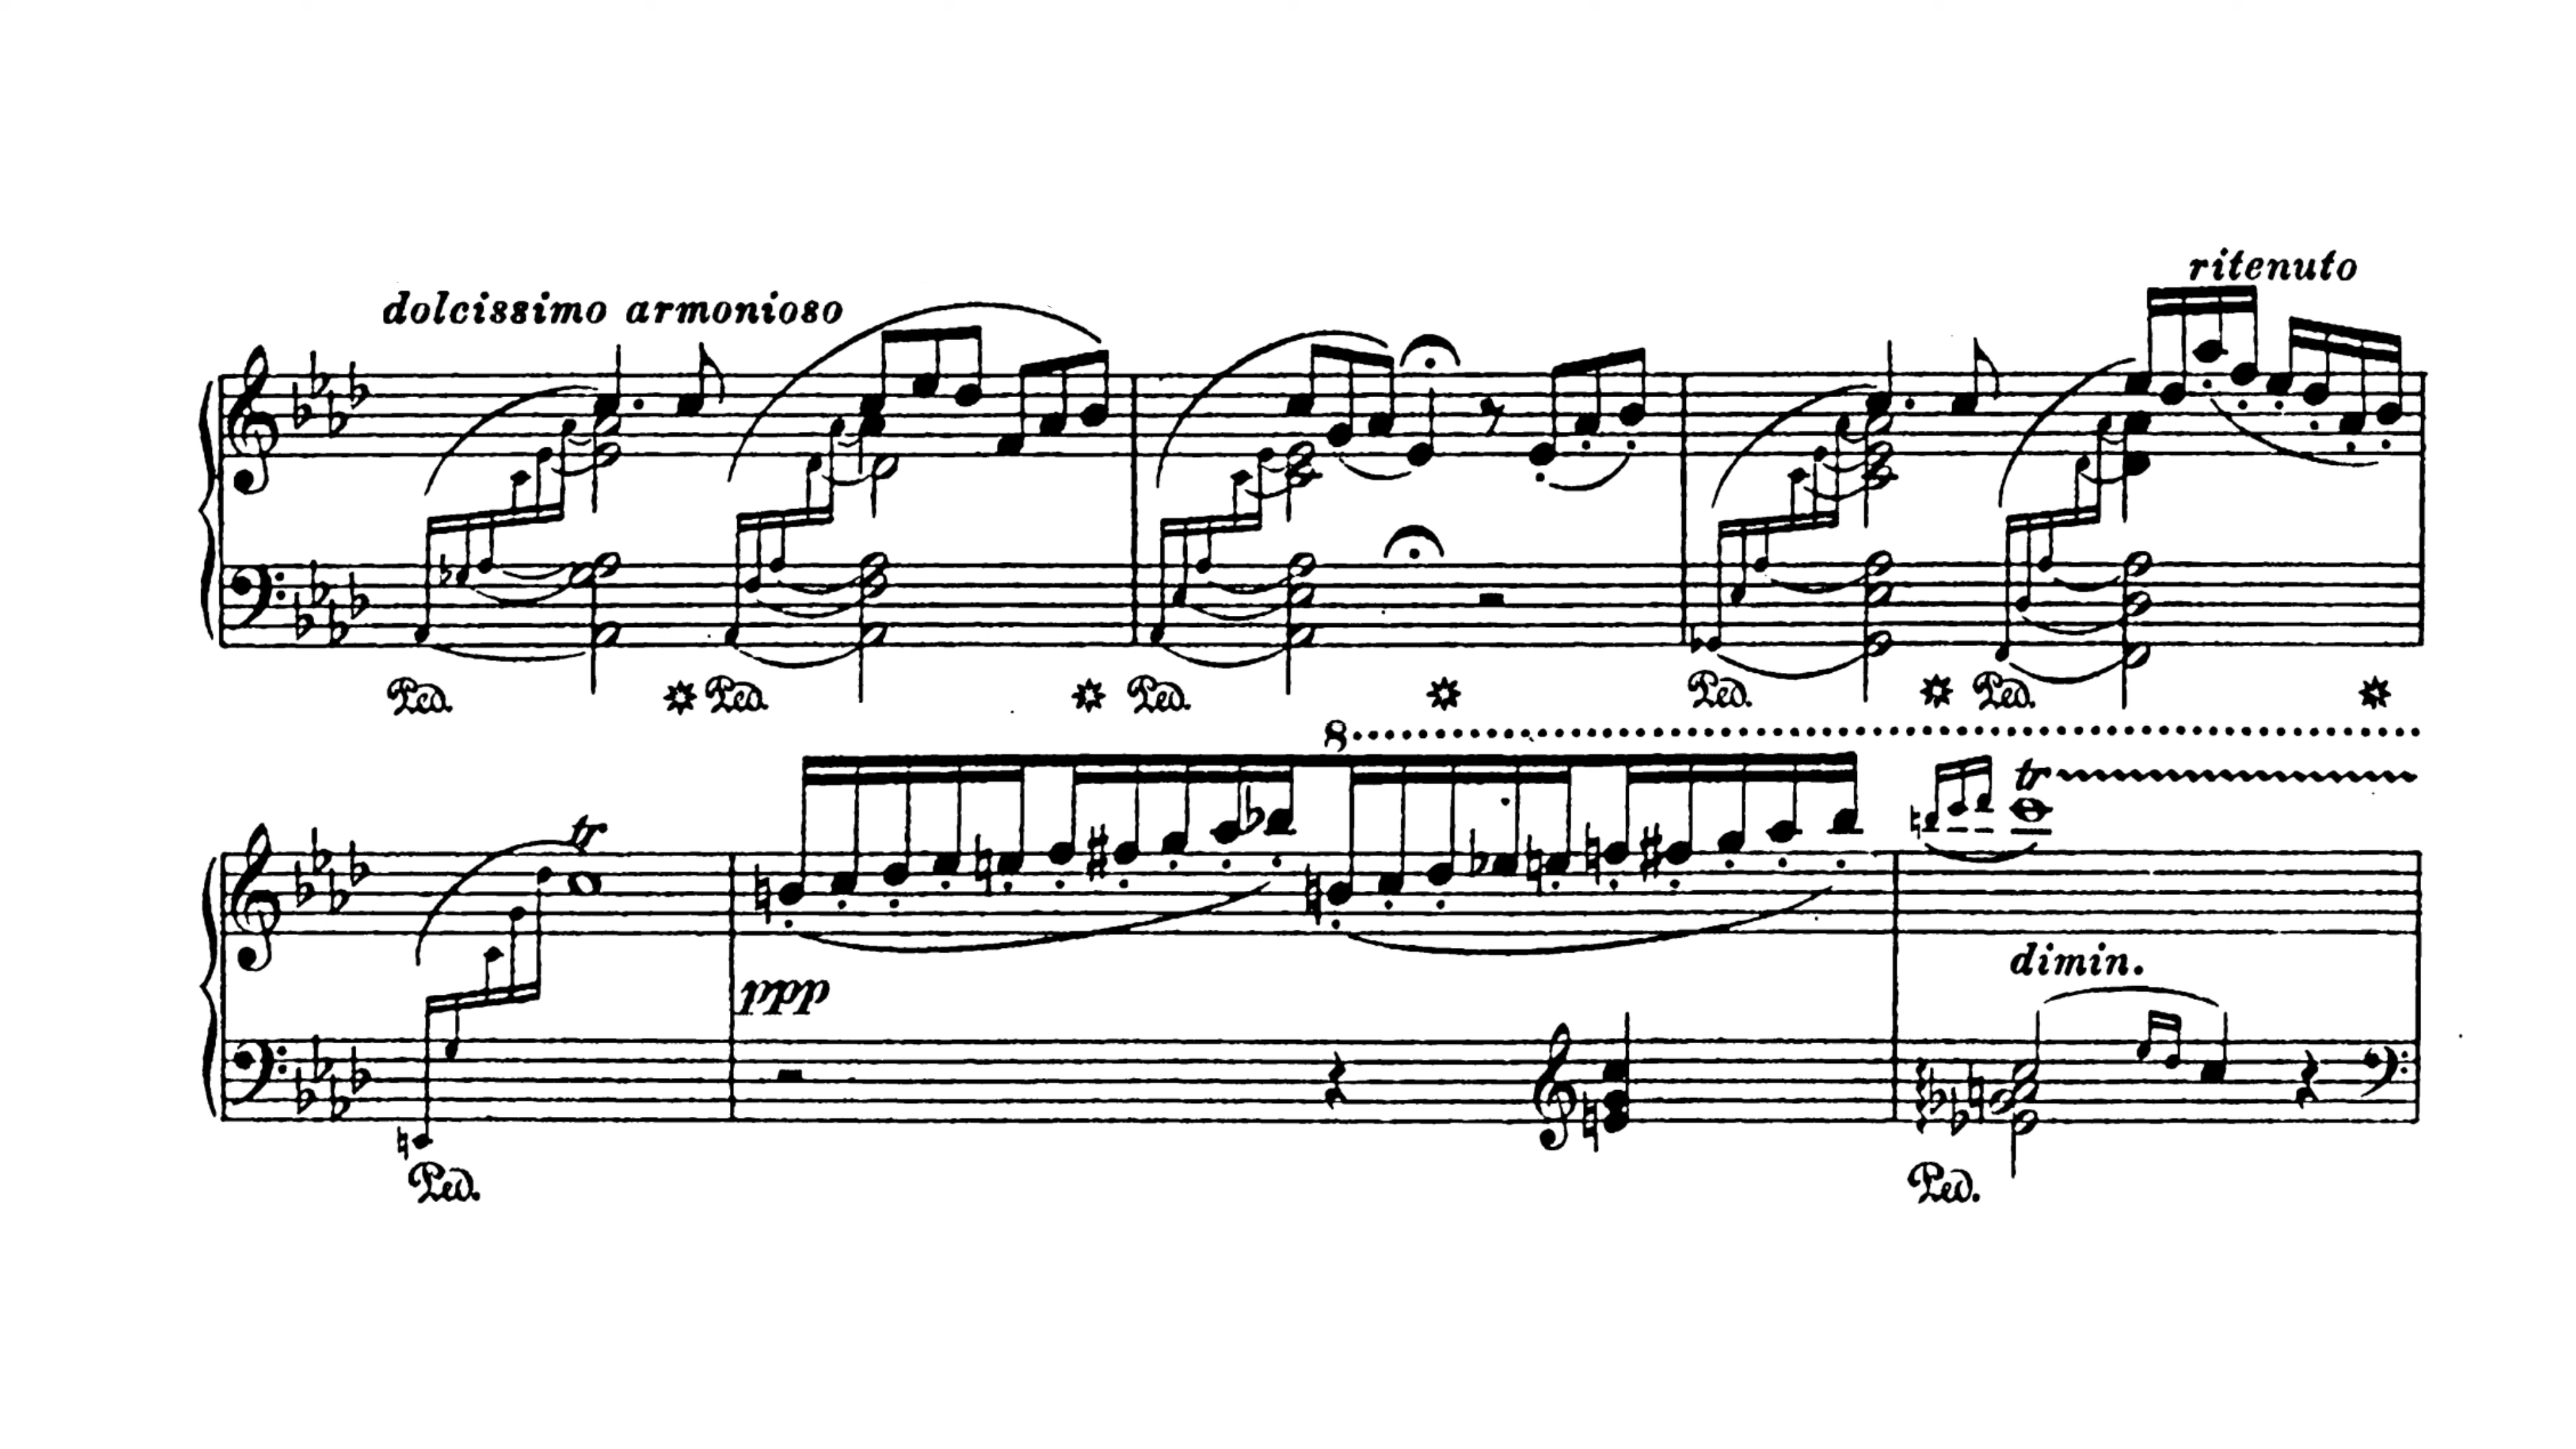 ritenuto
dolcissimo armonioso
Ped. Ped. Ped. Ped. Ped.
8
tr
tr
dimin.
ppp
Ped. Ped.